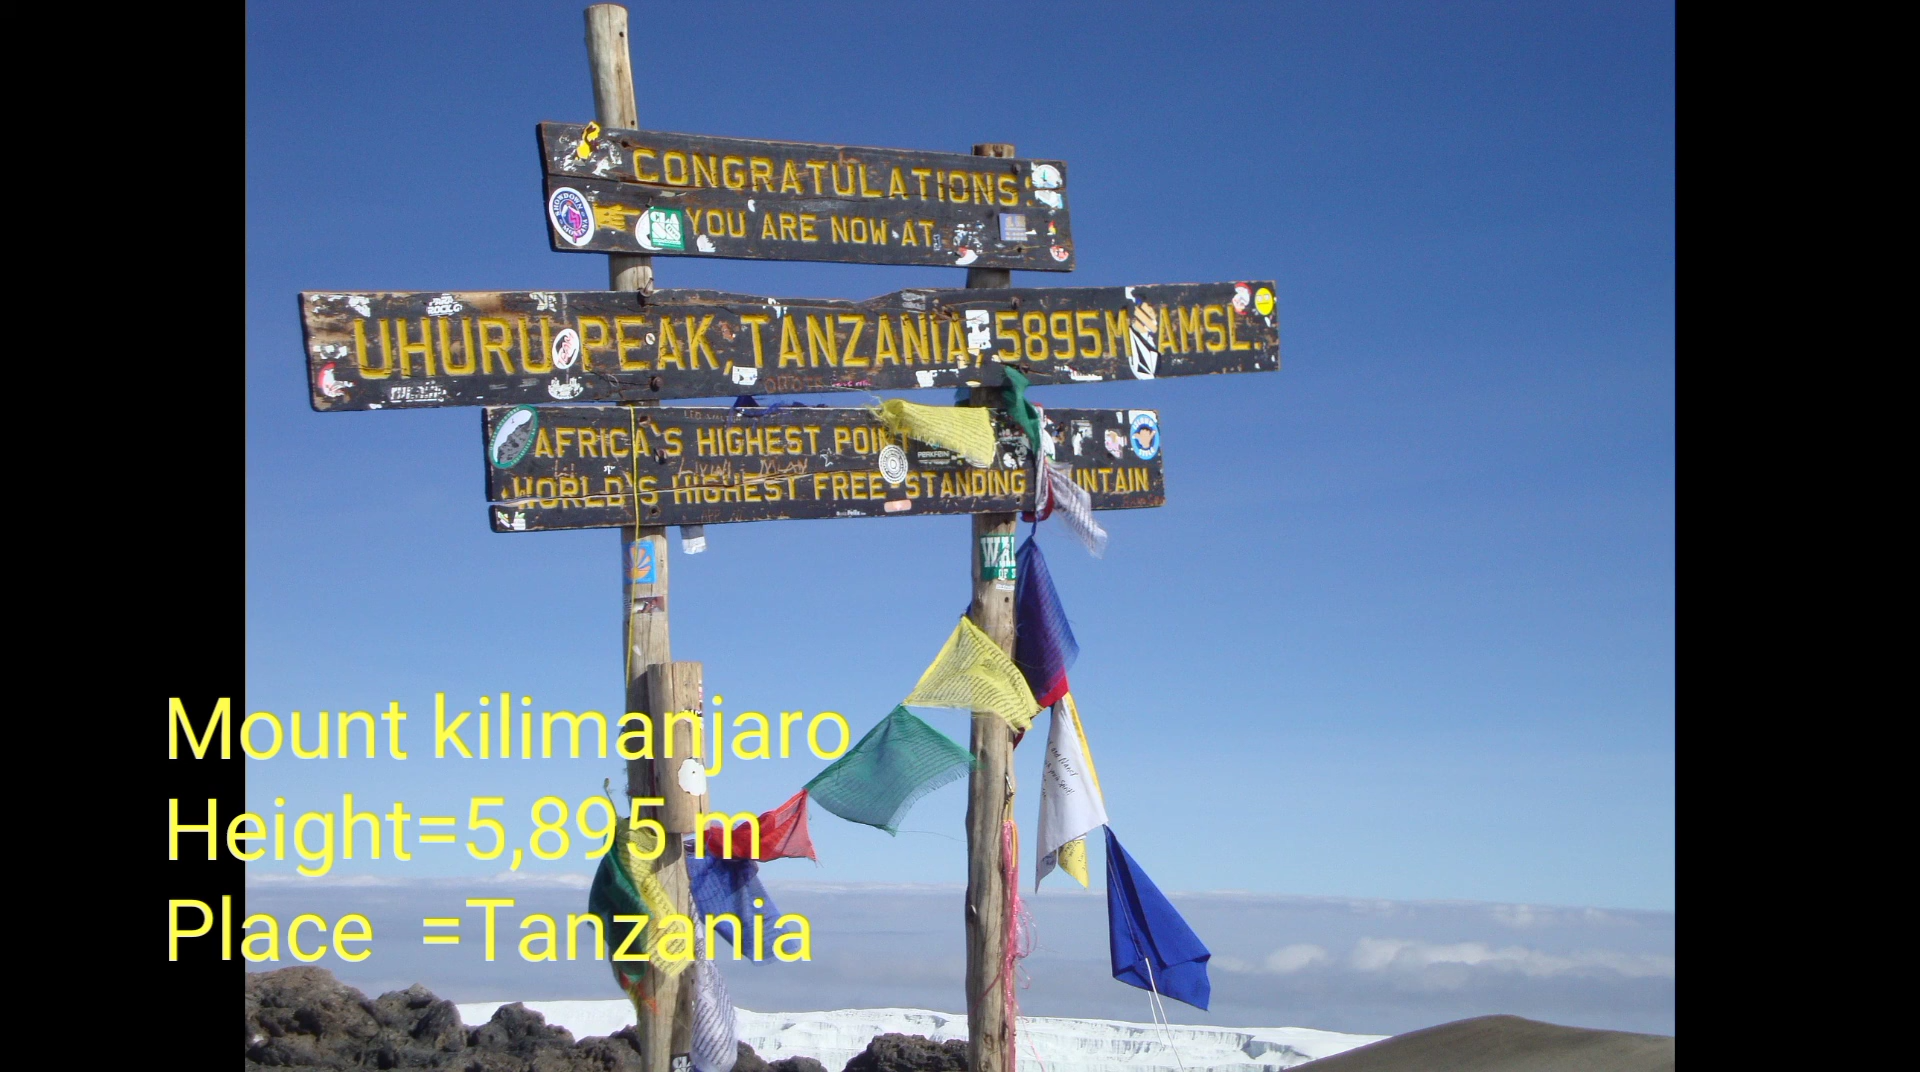 CONGRATULATIONS
YOU ARE NOW AT
UHURU PEAK, TANZANIA, 5895M AMSL.
AFRICA'S HIGHEST POINT
WORLD'S HIGHEST FREE-STANDING
Mount kilimanjaro
Height=5,895 m
Place =Tanzania